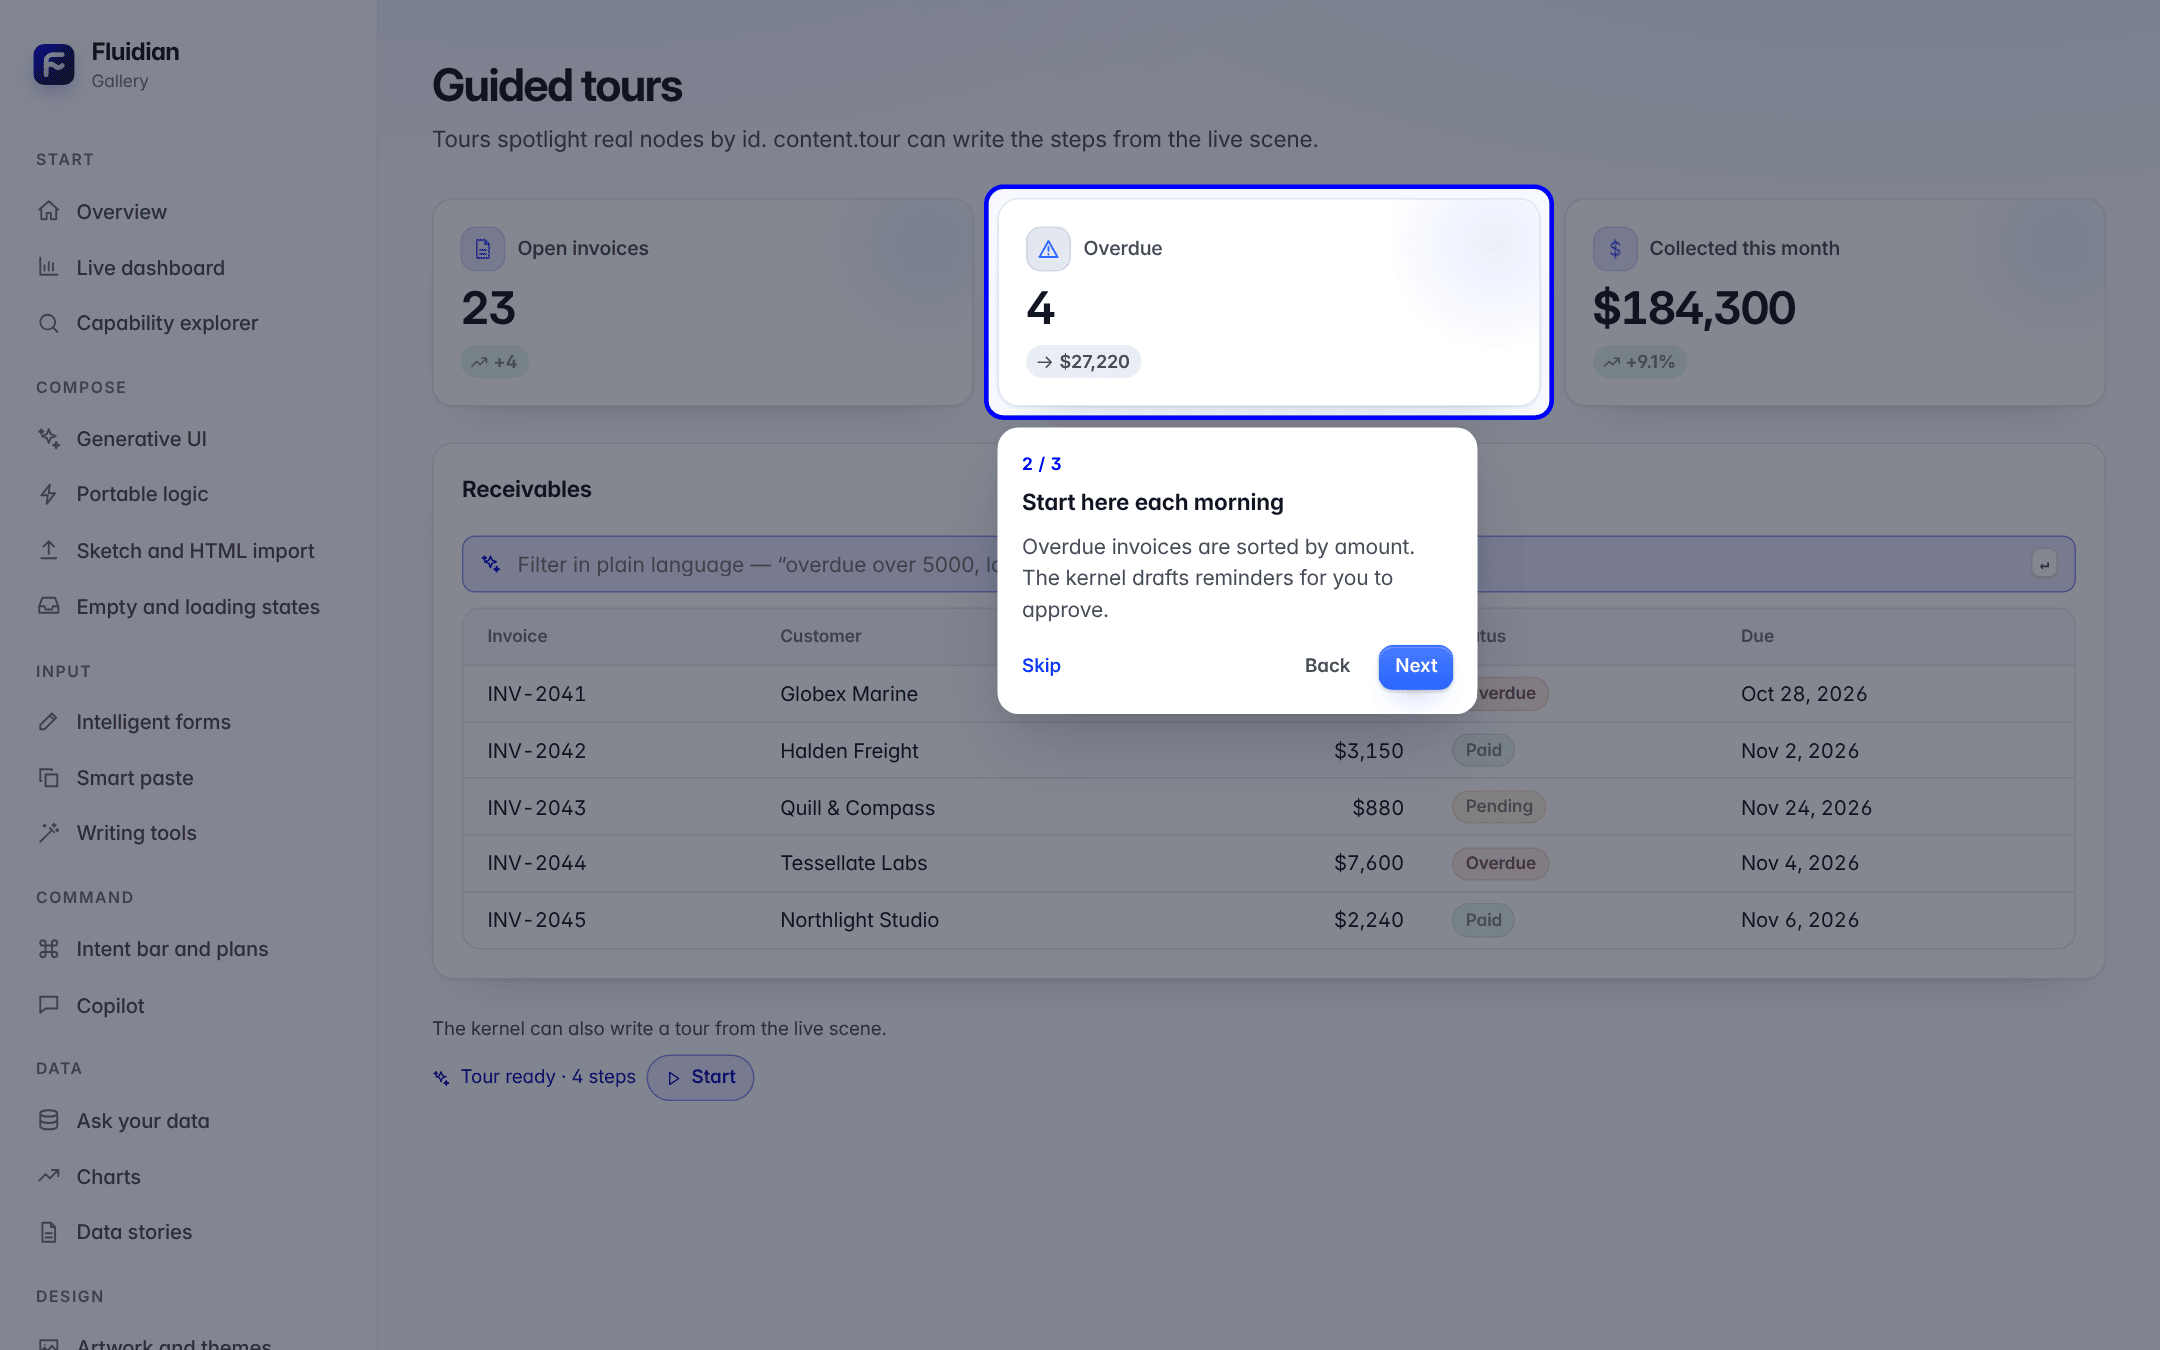 Fluidian
Gallery
START
Overview
Live dashboard
Capability explorer
COMPOSE
Generative UI
Portable logic
Sketch and HTML import
Empty and loading states
INPUT
Intelligent forms
Smart paste
Writing tools
COMMAND
Intent bar and plans
Copilot
DATA
Ask your data
Charts
Data stories
DESIGN
Artwork and themes
Guided tours
Tours spotlight real nodes by id. content.tour can write the steps from the live scene.
Open invoices
23
+4
Overdue
4
→ $27,220
$ Collected this month
$184,300
+9.1%
2 / 3
Start here each morning
Overdue invoices are sorted by amount.
The kernel drafts reminders for you to
approve.
Skip Back Next
Receivables
Filter in plain language — “overdue over 5000,
Invoice Customer Due
INV-2041 Globex Marine Oct 28, 2026
INV-2042 Halden Freight $3,150 Paid Nov 2, 2026
INV-2043 Quill & Compass $880 Pending Nov 24, 2026
INV-2044 Tessellate Labs $7,600 Overdue Nov 4, 2026
INV-2045 Northlight Studio $2,240 Paid Nov 6, 2026
The kernel can also write a tour from the live scene.
Tour ready · 4 steps Start